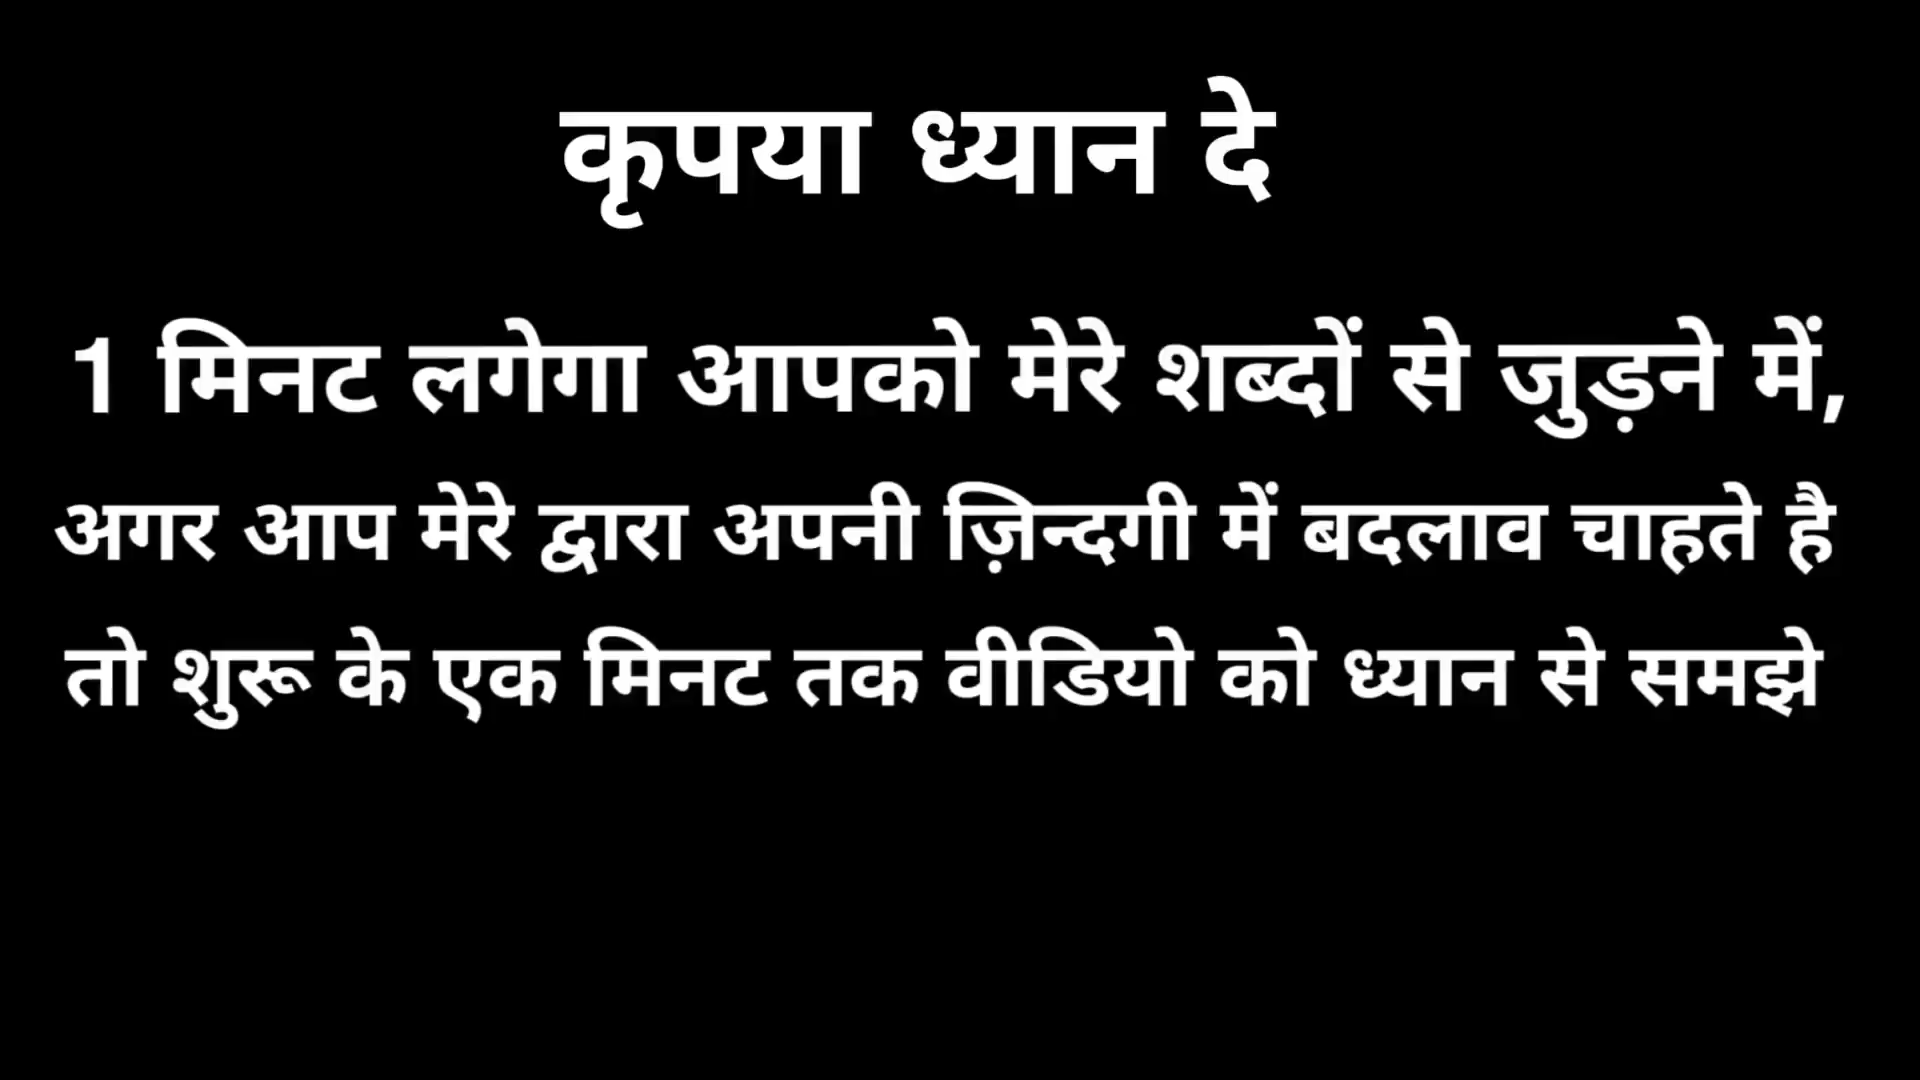 कृपया ध्यान दे
1 मिनट लगेगा आपको मेरे शब्दों से जुड़ने में,
अगर आप मेरे द्वारा अपनी ज़िन्दगी में बदलाव चाहते है
तो शुरू के एक मिनट तक वीडियो को ध्यान से समझे